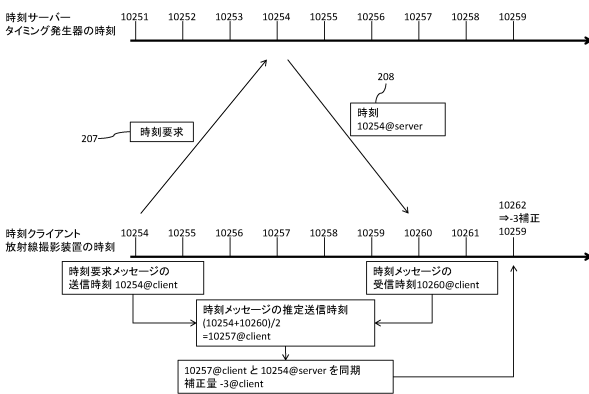 時刻サーバー
タイミング発生器の時刻
10251 10252 10253 10254 10255 10256 10257 10258 10259
208
207
時刻要求
時刻
10254@server
時刻クライアント
放射線撮影装置の時刻
10254 10255 10256 10257 10258 10259 10260 10261
10262
⇒-3補正
10259
時刻要求メッセージの
送信時刻 10254@client
時刻メッセージの
受信時刻10260@client
時刻メッセージの推定送信時刻
(10254+10260)/2
=10257@client
10257@client と 10254@server を同期
補正量 -3@client